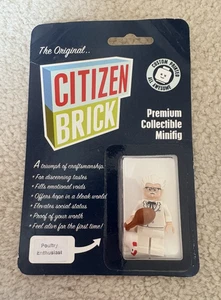 The Original...
CITIZEN
BRICK
CUSTOM PRINTED
ALL AWESOME
Premium
Collectible
Minifig
A triumph of craftsmanship
• For discerning tastes
• Fills emotional voids
• Offers hope in a bleak world
• Elevates social status
• Proof of your worth
• Feel alive for the first time!
Poultry
Enthusiast